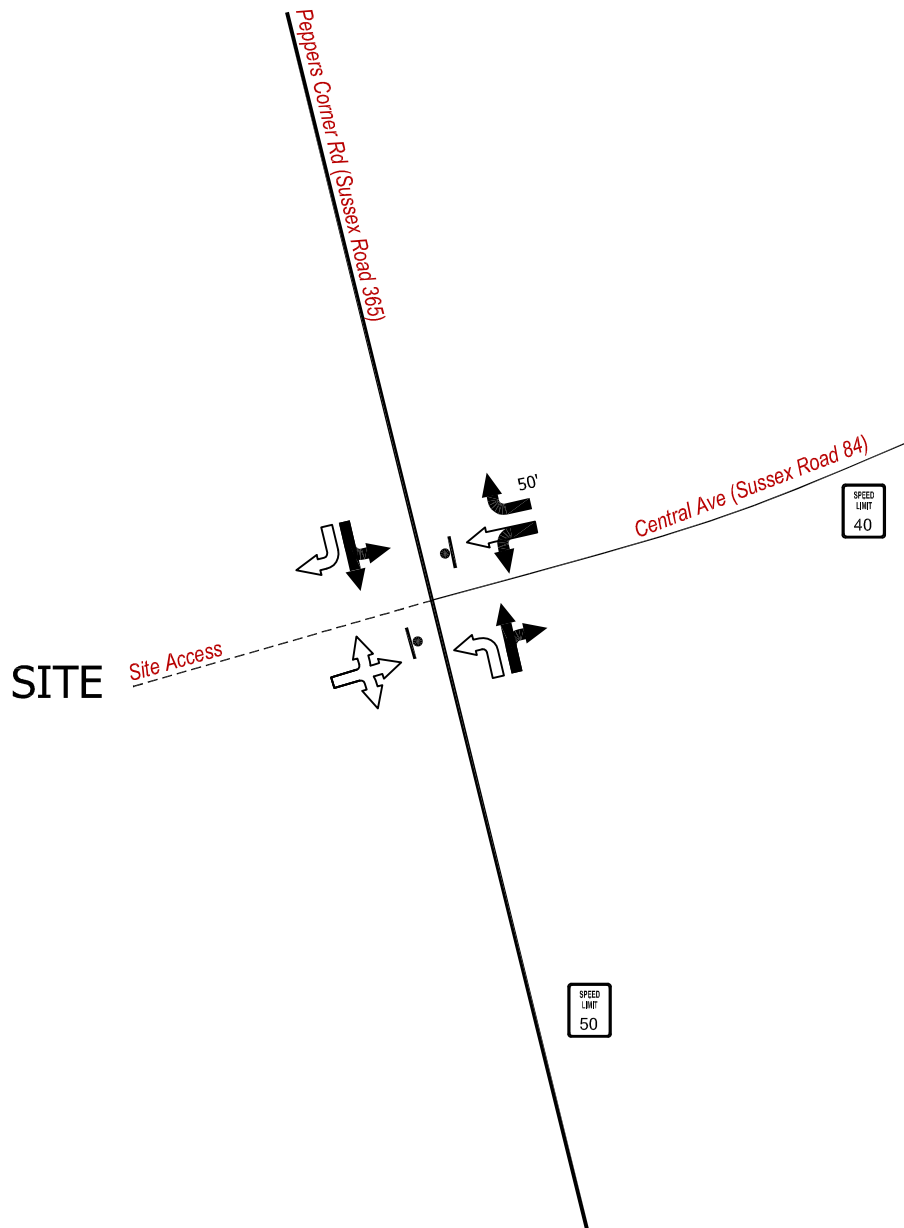 Peppers Corner Rd (Sussex Road 365)
50'
Central Ave (Sussex Road 84)
SPEED
LIMIT
40
Site Access
SITE
SPEED
LIMIT
50